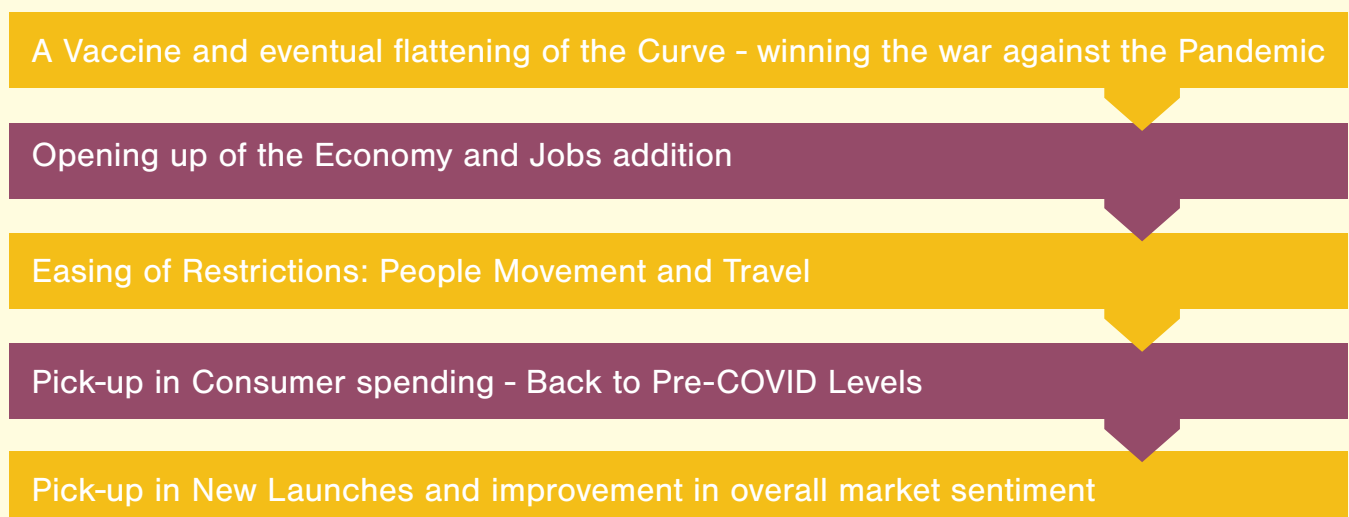 A Vaccine and eventual flattening of the Curve - winning the war against the Pandemic
Opening up of the Economy and Jobs addition
Easing of Restrictions: People Movement and Travel
Pick-up in Consumer spending - Back to Pre-COVID Levels
Pick-up in New Launches and improvement in overall market sentiment